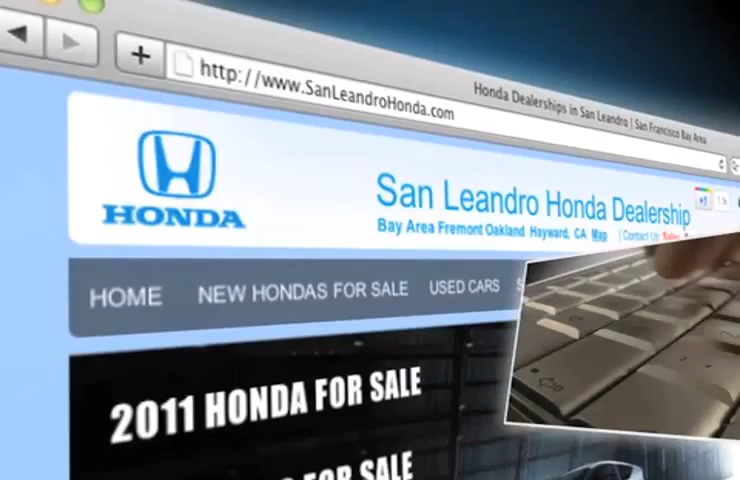 Honda Dealerships in San Leandro | San Francisco Bay Area
http://www.SanLeandroHonda.com
HONDA
San Leandro Honda Dealership
Bay Area Fremont Oakland Hayward, CA Map | Contact Us:
HOME NEW HONDAS FOR SALE USED CARS
2011 HONDA FOR SALE
FOR SALE